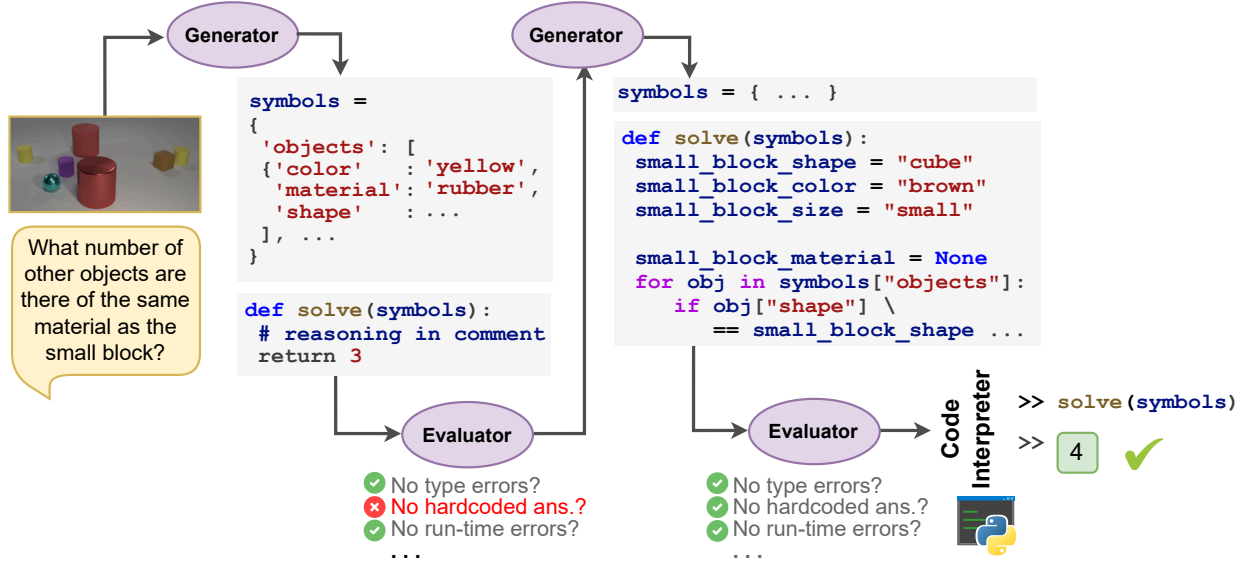 Generator
symbols =
{
'objects': [
{'color' : 'yellow',
'material': 'rubber',
'shape' : ...
], ...
}
What number of
other objects are
there of the same
material as the
small block?
def solve(symbols):
# reasoning in comment
return 3
Evaluator
No type errors?
No hardcoded ans.?
No run-time errors?
...
Generator
symbols = { ... }
def solve(symbols):
small_block_shape = "cube"
small_block_color = "brown"
small_block_size = "small"
small_block_material = None
for obj in symbols["objects"]:
if obj["shape"] \
== small_block_shape ...
Evaluator
No type errors?
No hardcoded ans.?
No run-time errors?
...
Code
Interpreter
>> solve(symbols)
>> 4